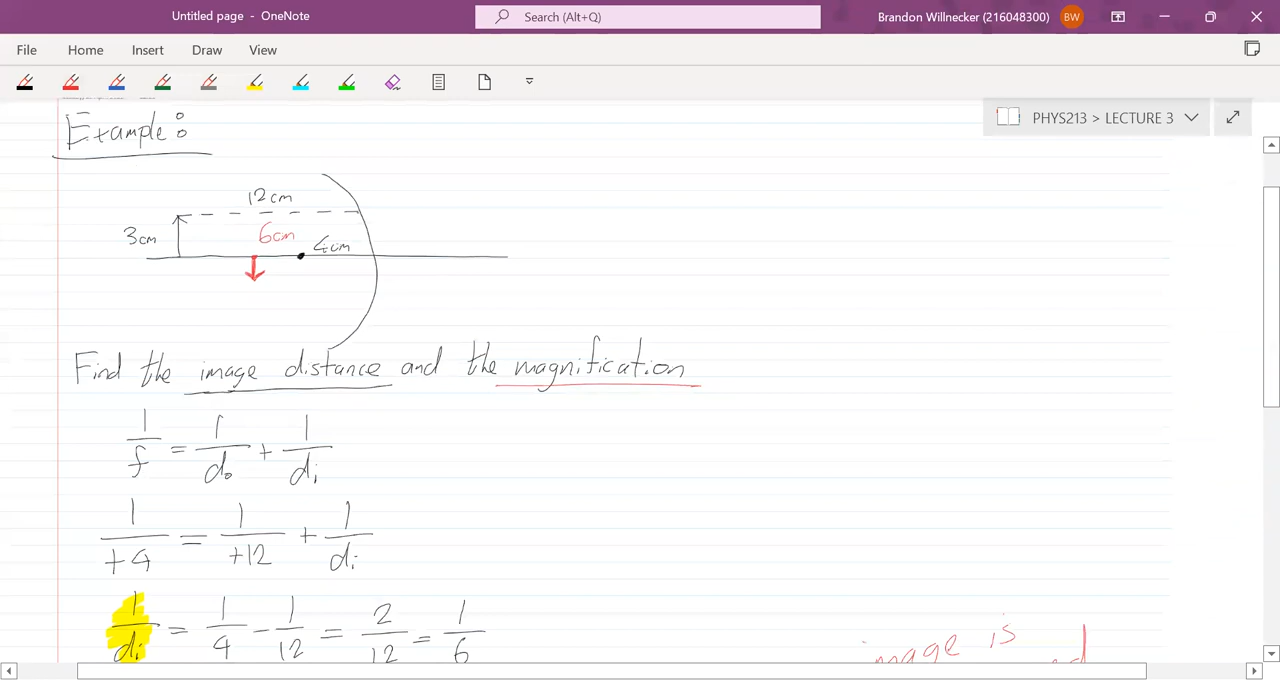 Untitled page - OneNote
Search (Alt+Q)
Brandon Willnecker (216048300)
BW
File Home Insert Draw View
PHYS213 > LECTURE 3
Example:
12cm
3cm
6cm
4cm
Find the image distance and the magnification
1/f = 1/do + 1/di
1/+4 = 1/+12 + 1/di
1/di = 1/4 - 1/12 = 2/12 = 1/6
image is